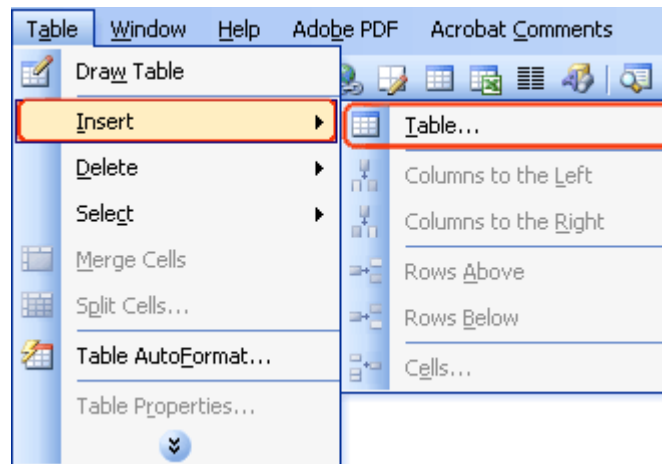 Table Window Help Adobe PDF Acrobat Comments
Draw Table
Insert
Delete
Select
Merge Cells
Split Cells...
Table AutoFormat...
Table Properties...
Table...
Columns to the Left
Columns to the Right
Rows Above
Rows Below
Cells...